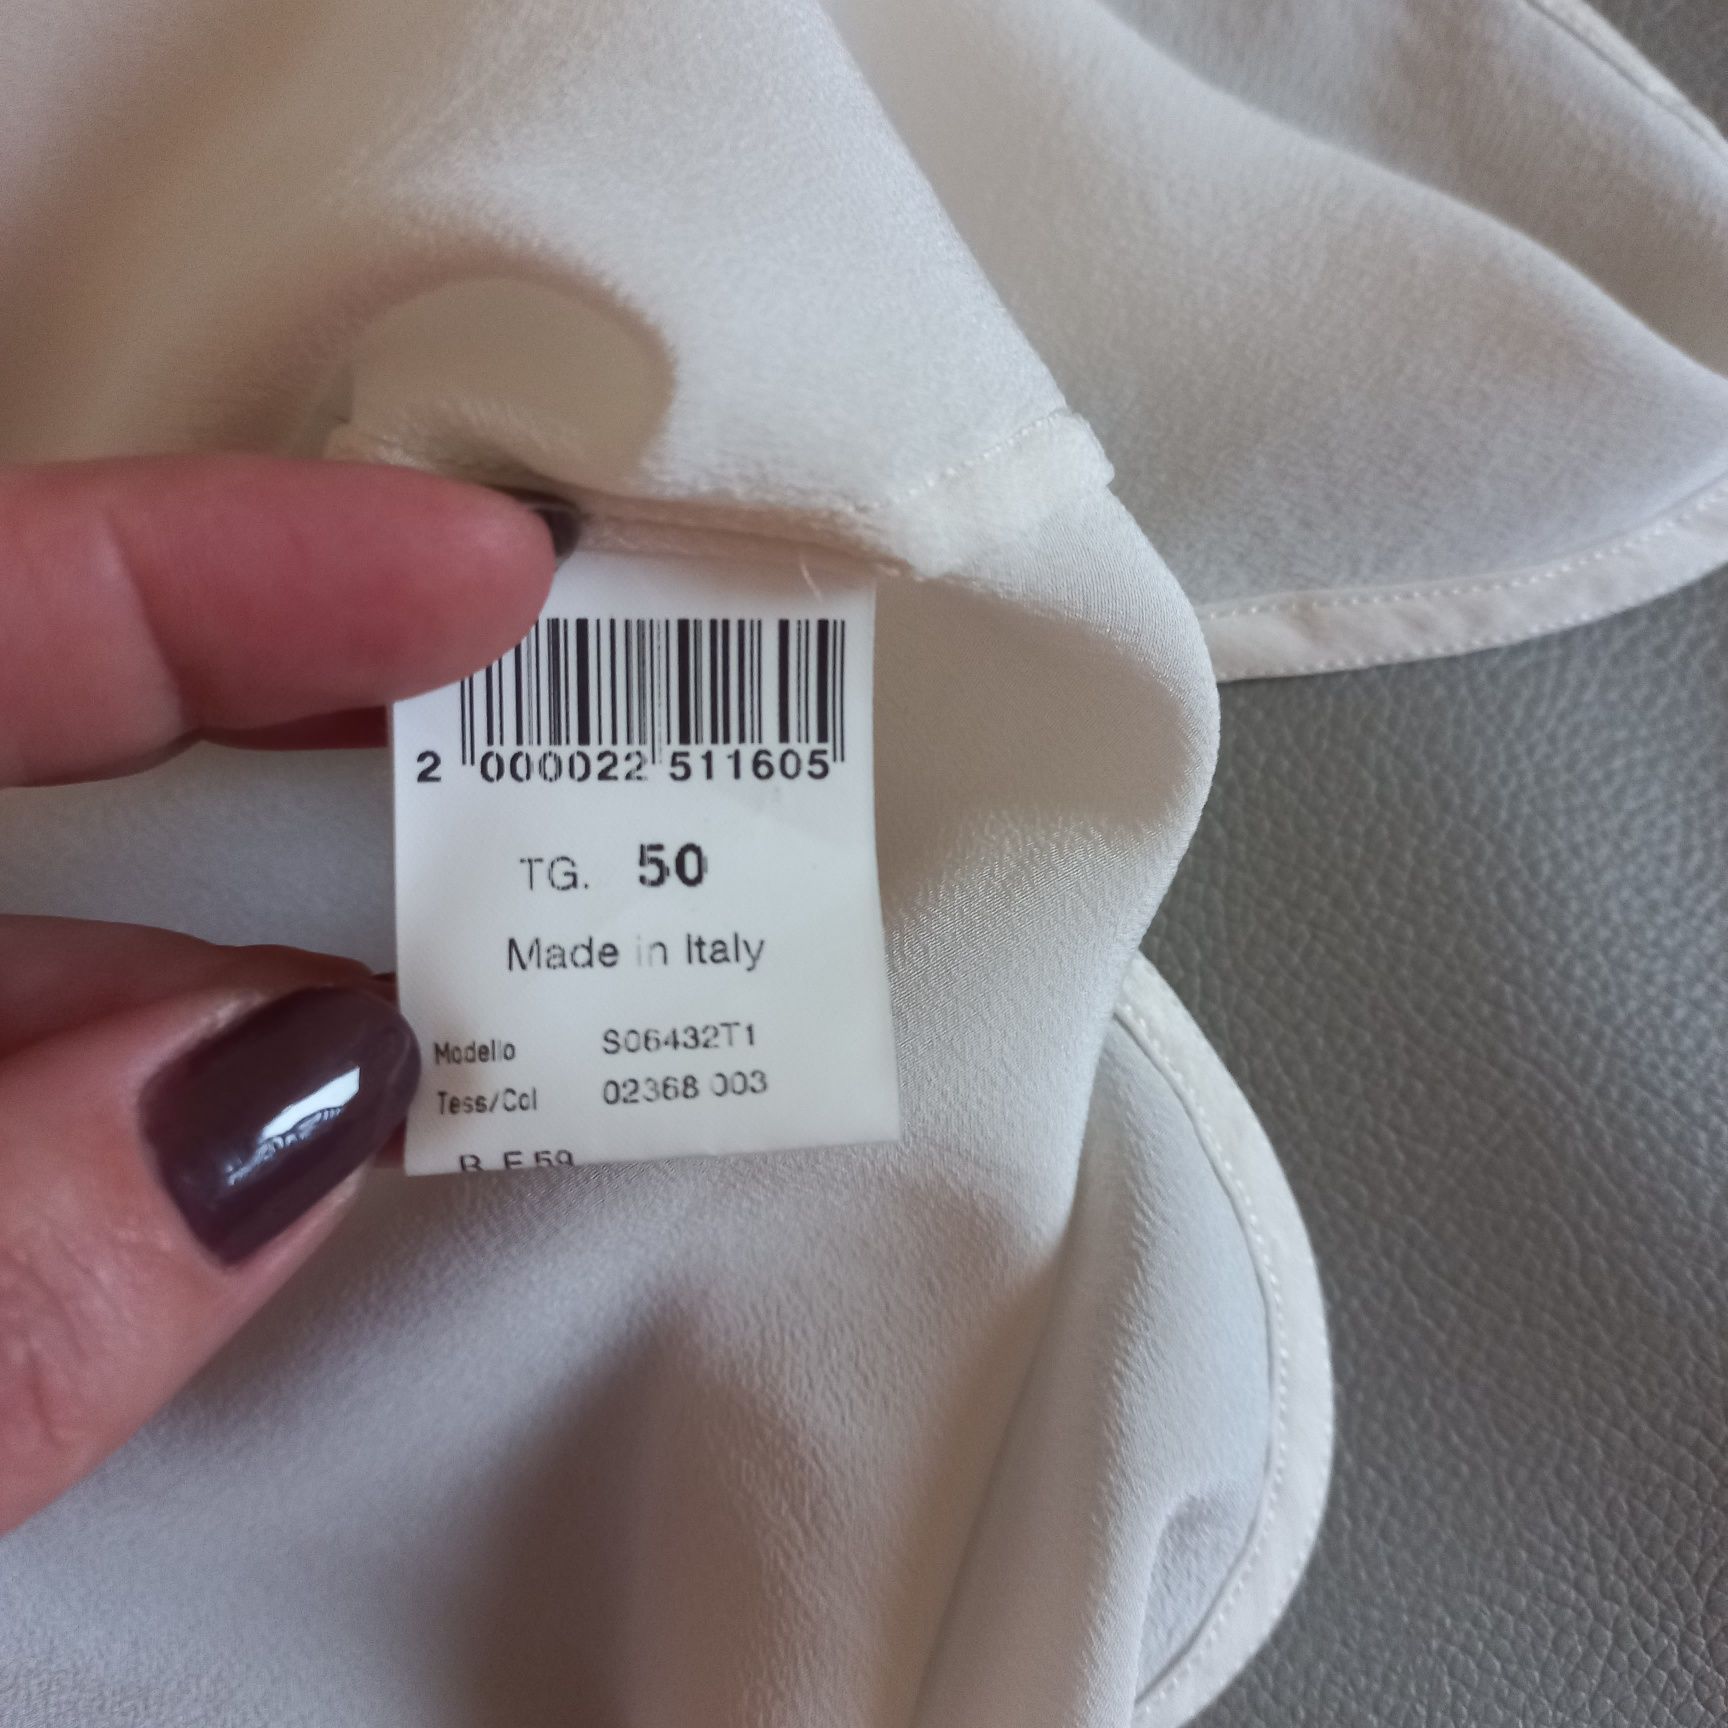 2 000022 511605
TG. 50
Made in Italy
Modello S06432T1
Tess/Col 02368 003